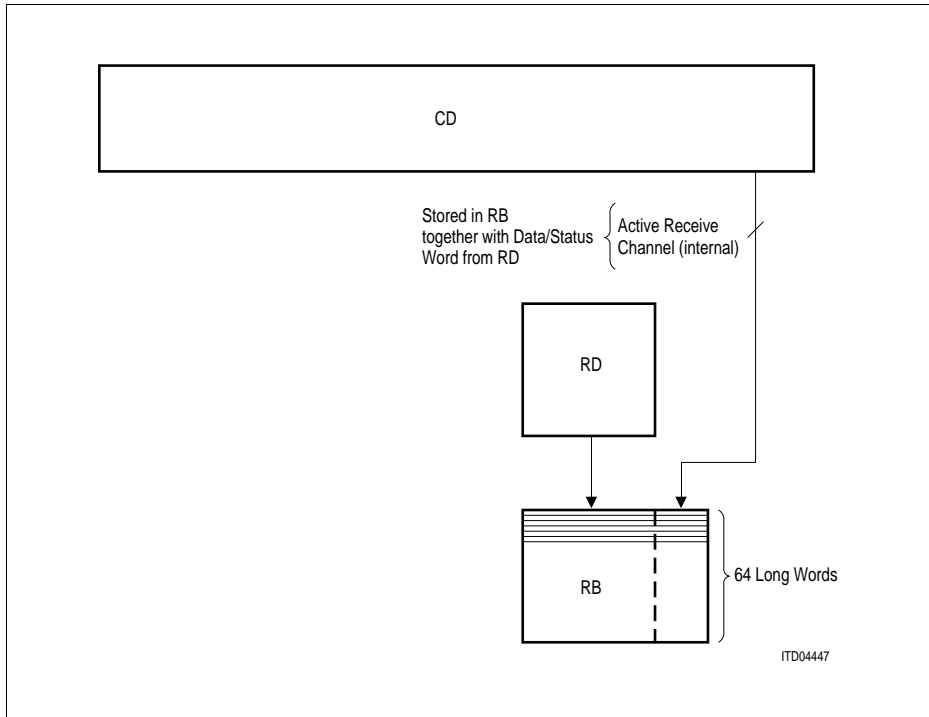 CD
Stored in RB
together with Data/Status
Word from RD
Active Receive
Channel (internal)
RD
RB
64 Long Words
ITD04447